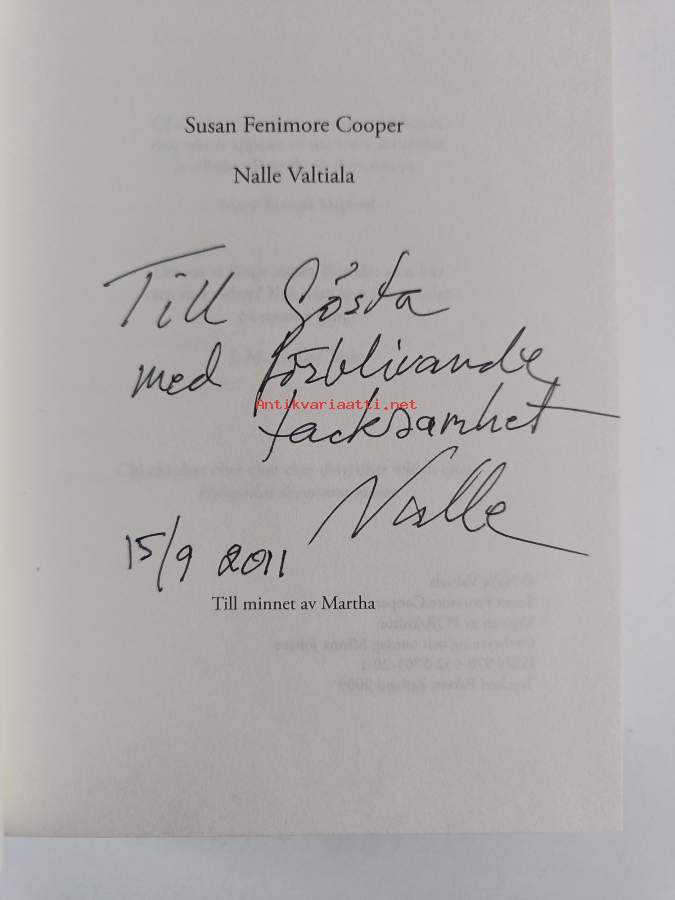 Susan Fenimore Cooper
Nalle Valtiala
Till Gösta
med förblivande
Antikvariaatti.net
tacksamhet
Nalle
15/9 2011
Till minnet av Martha